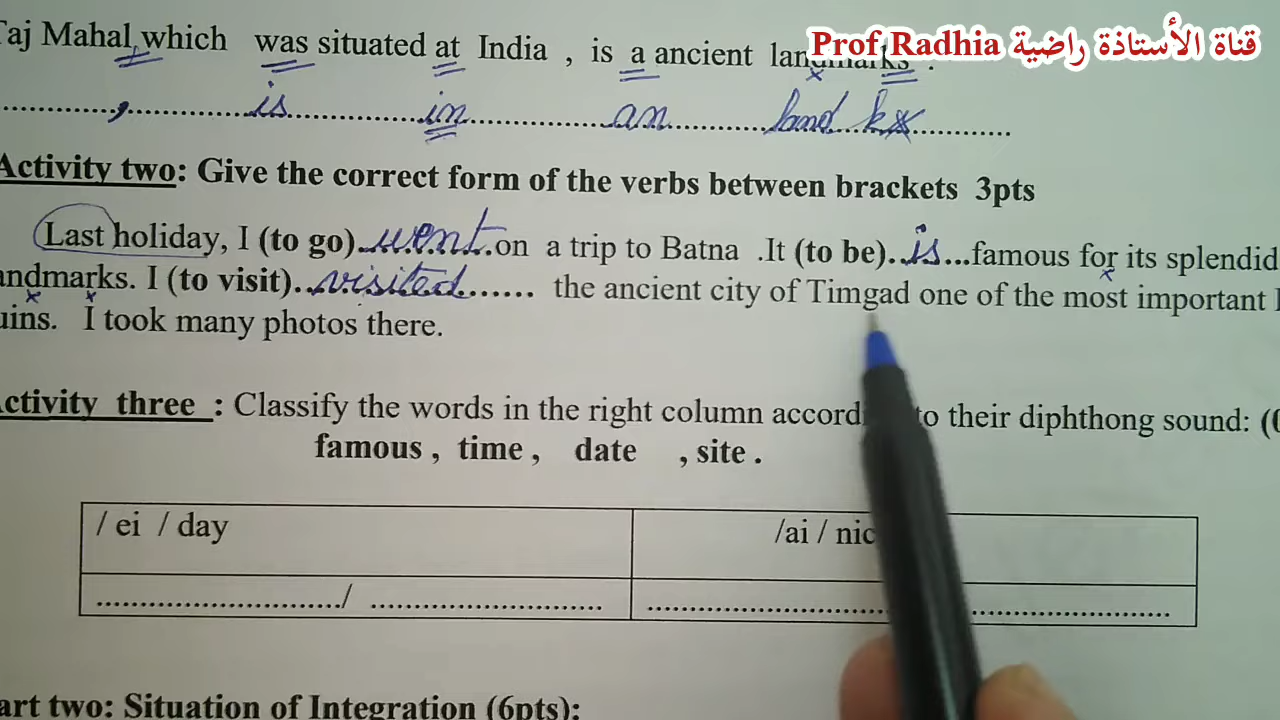 قناة الأستاذة راضية Prof Radhia
Taj Mahal, which was situated at India , is a ancient landmarks .
, is in an land k
Activity two: Give the correct form of the verbs between brackets 3pts
Last holiday, I (to go)..went..on a trip to Batna .It (to be)..is...famous for its splendid
andmarks. I (to visit)..visited....... the ancient city of Timgad one of the most important
uins. I took many photos there.
Activity three : Classify the words in the right column to their diphthong sound:
famous , time , date , site .
/ ei / day /ai / nic
........................../ ..........................
art two: Situation of Integration (6pts):